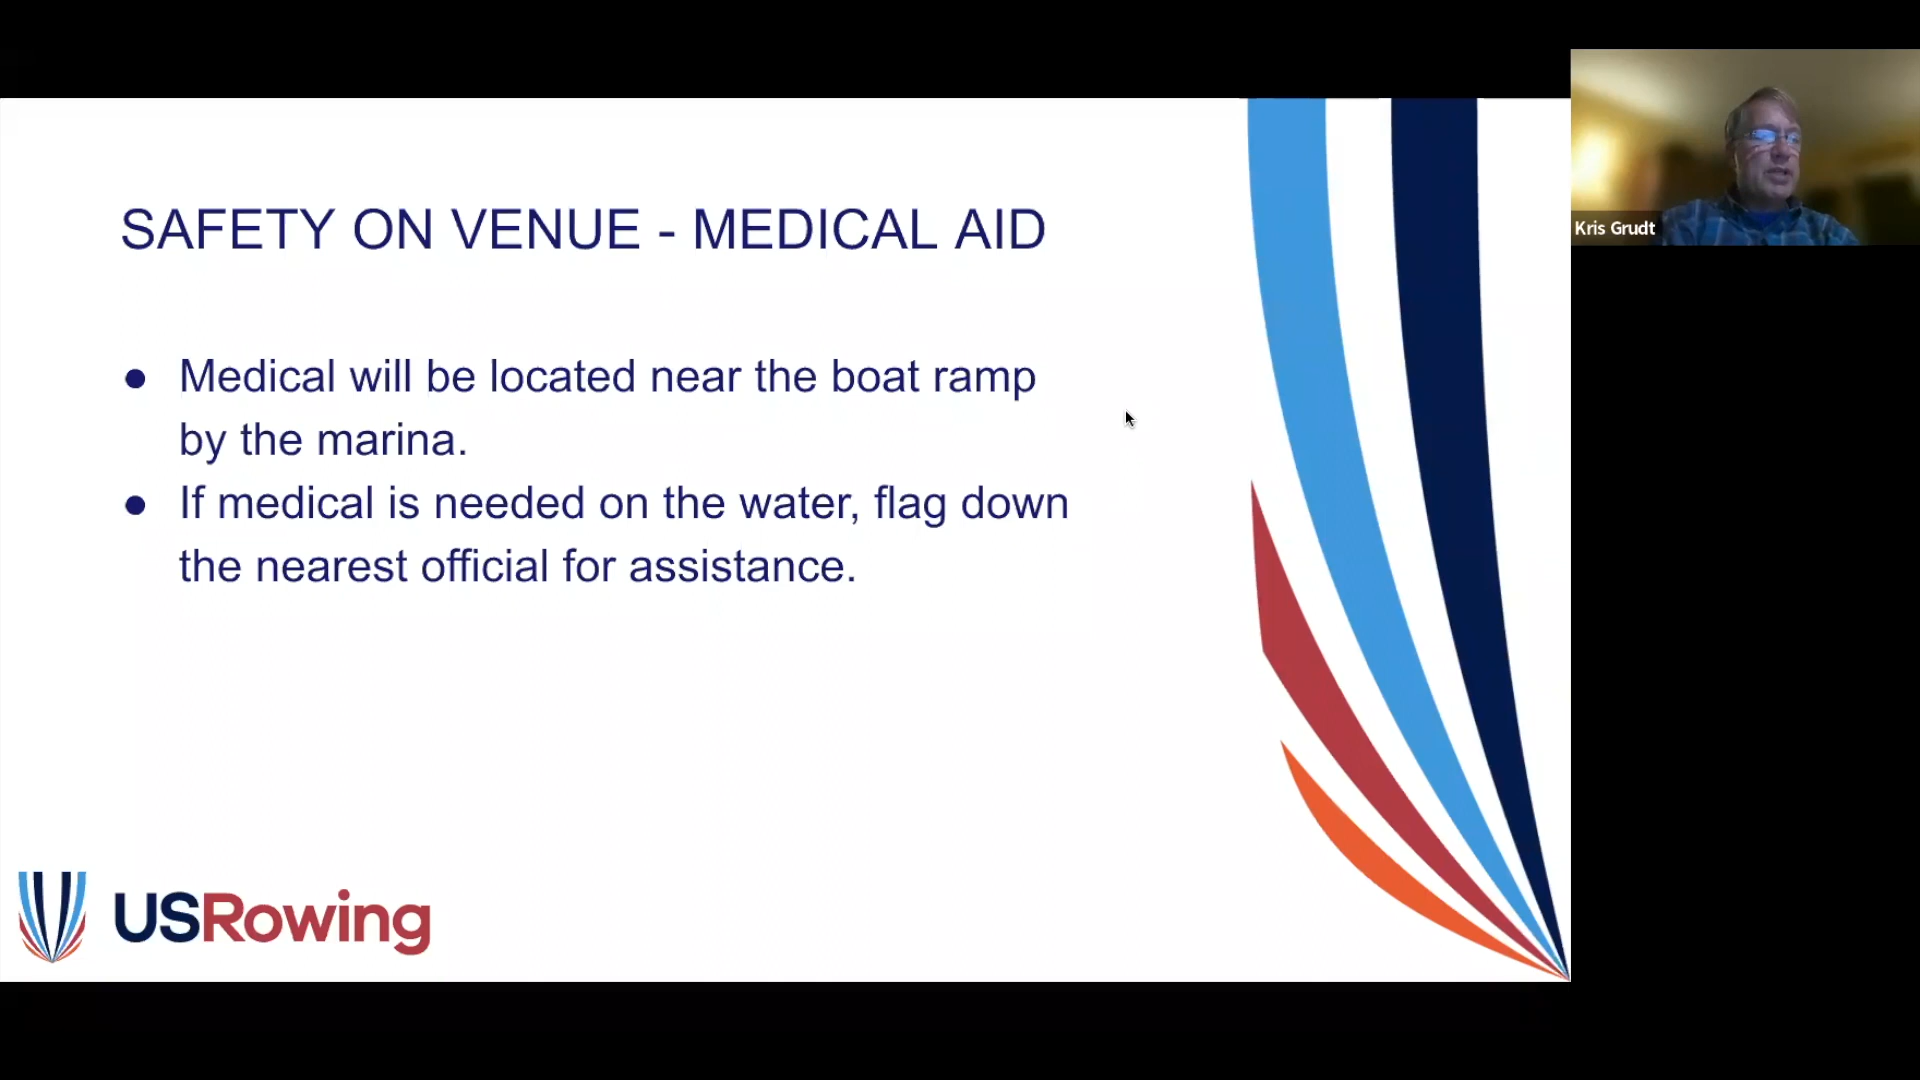 SAFETY ON VENUE - MEDICAL AID
● Medical will be located near the boat ramp
by the marina.
● If medical is needed on the water, flag down
the nearest official for assistance.
USRowing
Kris Grudt